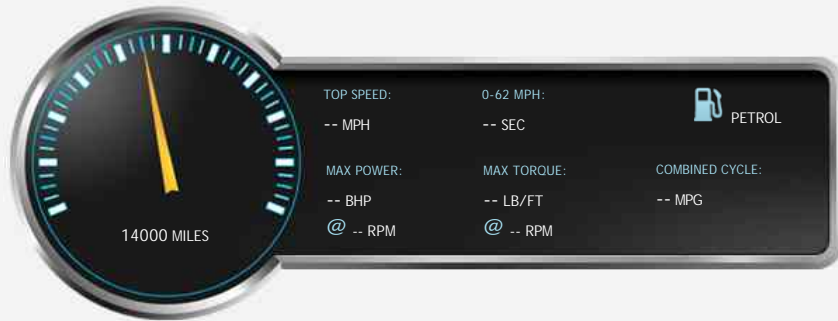 TOP SPEED:
-- MPH
0-62 MPH:
-- SEC
PETROL
MAX POWER:
-- BHP
@ -- RPM
MAX TORQUE:
-- LB/FT
@ -- RPM
COMBINED CYCLE:
-- MPG
14000 MILES